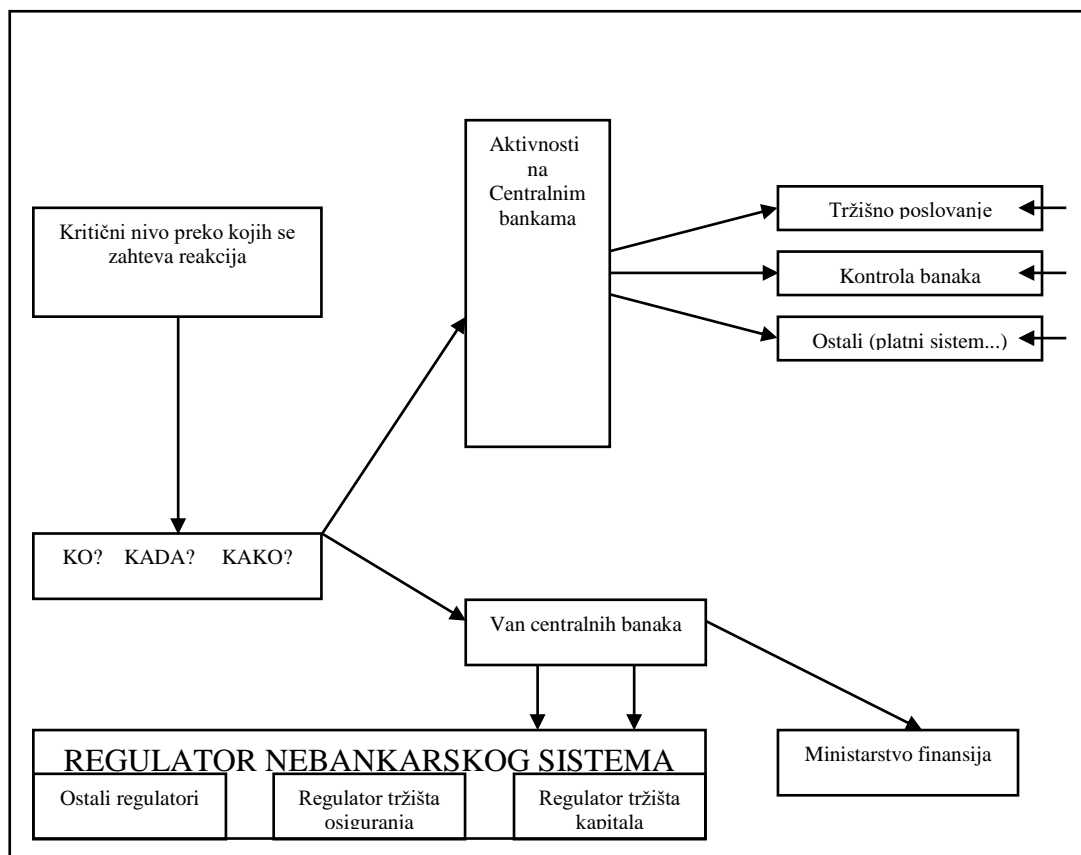 Aktivnosti
na
Centralnim
bankama
Kritični nivo preko kojih se
zahteva reakcija
Tržišno poslovanje
Kontrola banaka
Ostali (platni sistem...)
KO? KADA? KAKO?
Van centralnih banaka
REGULATOR NEBANKARSKOG SISTEMA
Ministarstvo finansija
Ostali regulatori
Regulator tržišta
osiguranja
Regulator tržišta
kapitala